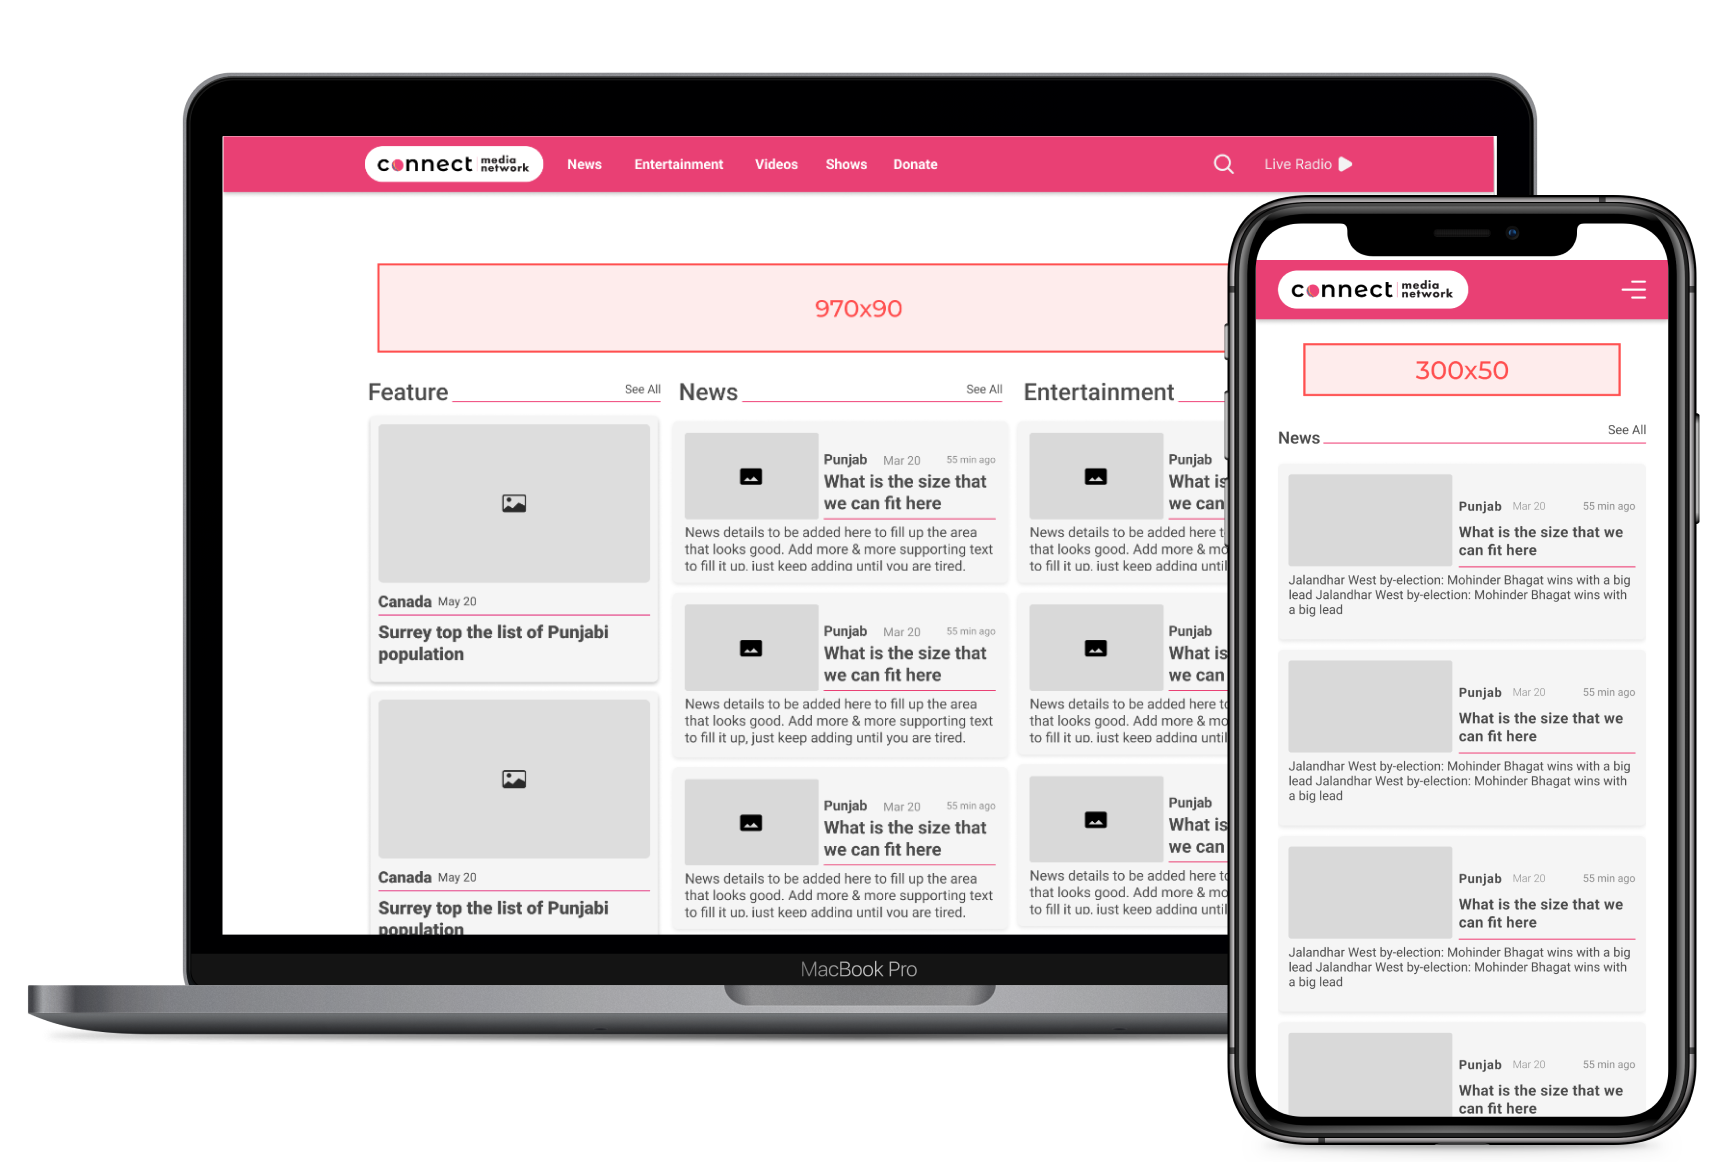 connect media network
News Entertainment Videos Shows Donate
Live Radio
970x90
Feature
See All
Canada May 20
Surrey top the list of Punjabi
population
Canada May 20
Surrey top the list of Punjabi
population
News
See All
Punjab Mar 20 55 min ago
What is the size that
we can fit here
News details to be added here to fill up the area
that looks good. Add more & more supporting text
to fill it up, just keep adding until you are tired.
Punjab Mar 20 55 min ago
What is the size that
we can fit here
News details to be added here to fill up the area
that looks good. Add more & more supporting text
to fill it up, just keep adding until you are tired.
Punjab Mar 20 55 min ago
What is the size that
we can fit here
News details to be added here to fill up the area
that looks good. Add more & more supporting text
to fill it up, just keep adding until you are tired.
Entertainment
Punjab
What is
we can
News details to be added here
that looks good. Add more &
to fill it up, just keep adding until
Punjab
What is
we can
News details to be added here
that looks good. Add more &
to fill it up, just keep adding until
Punjab
What is
we can
News details to be added here
that looks good. Add more &
to fill it up, just keep adding until
MacBook Pro
connect media network
300x50
News
See All
Punjab Mar 20 55 min ago
What is the size that we
can fit here
Jalandhar West by-election: Mohinder Bhagat wins with a big
lead Jalandhar West by-election: Mohinder Bhagat wins with
a big lead
Punjab Mar 20 55 min ago
What is the size that we
can fit here
Jalandhar West by-election: Mohinder Bhagat wins with a big
lead Jalandhar West by-election: Mohinder Bhagat wins with
a big lead
Punjab Mar 20 55 min ago
What is the size that we
can fit here
Jalandhar West by-election: Mohinder Bhagat wins with a big
lead Jalandhar West by-election: Mohinder Bhagat wins with
a big lead
Punjab Mar 20 55 min ago
What is the size that we
can fit here